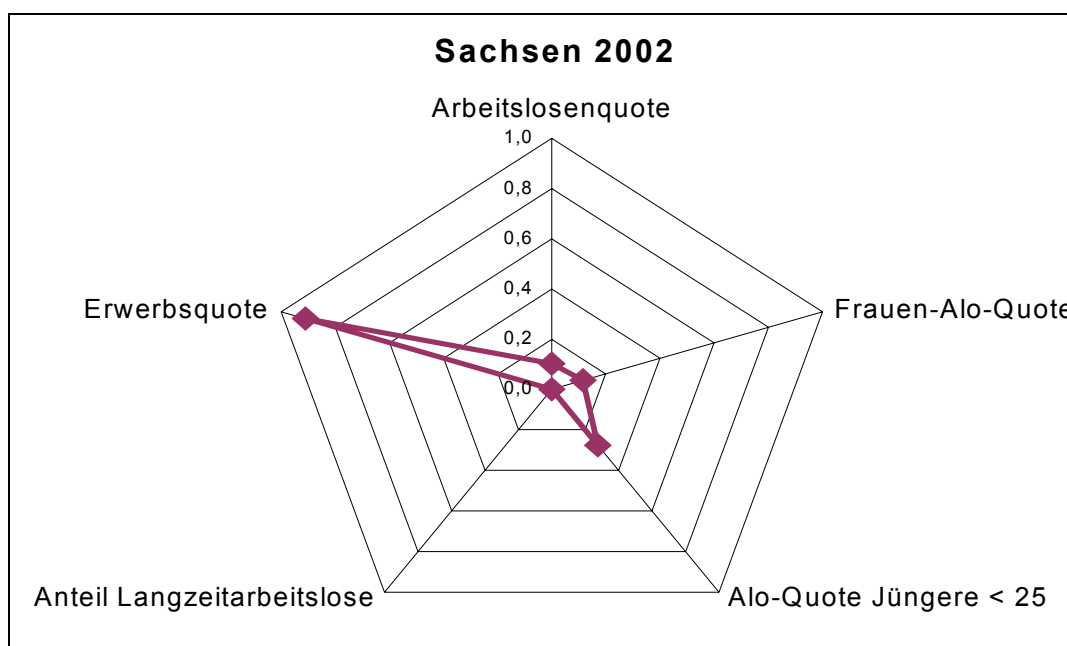 Sachsen 2002
Arbeitslosenquote
1,0
0,8
0,6
0,4
0,2
0,0
Erwerbsquote
Frauen-Alo-Quote
Anteil Langzeitarbeitslose
Alo-Quote Jüngere < 25